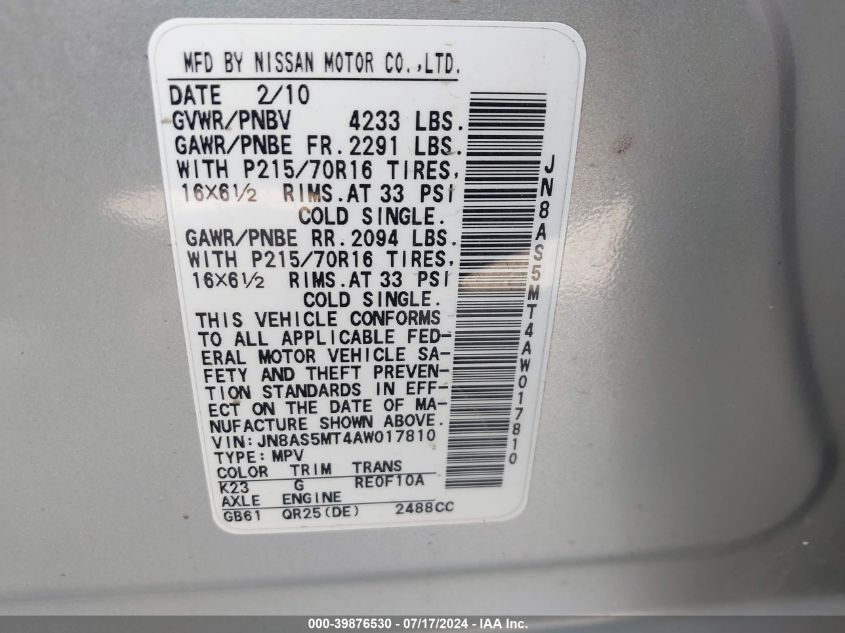 MFD BY NISSAN MOTOR CO.,LTD.
DATE 2/10
GVWR/PNBV 4233 LBS.
GAWR/PNBE FR.2291 LBS.
WITH P215/70R16 TIRES,
16X6½ RIMS.AT 33 PSI
COLD SINGLE.
GAWR/PNBE RR.2094 LBS.
WITH P215/70R16 TIRES,
16X6½ RIMS.AT 33 PSI
COLD SINGLE.
THIS VEHICLE CONFORMS
TO ALL APPLICABLE FED-
ERAL MOTOR VEHICLE SA-
FETY AND THEFT PREVEN-
TION STANDARDS IN EFF-
ECT ON THE DATE OF MA-
NUFACTURE SHOWN ABOVE.
VIN:JN8AS5MT4AW017810
TYPE:MPV
COLOR TRIM TRANS
K23 G RE0F10A
AXLE ENGINE
GB61 QR25(DE) 2488CC
JN8AS5MT4AW017810
000-39876530 - 07/17/2024 - IAA Inc.